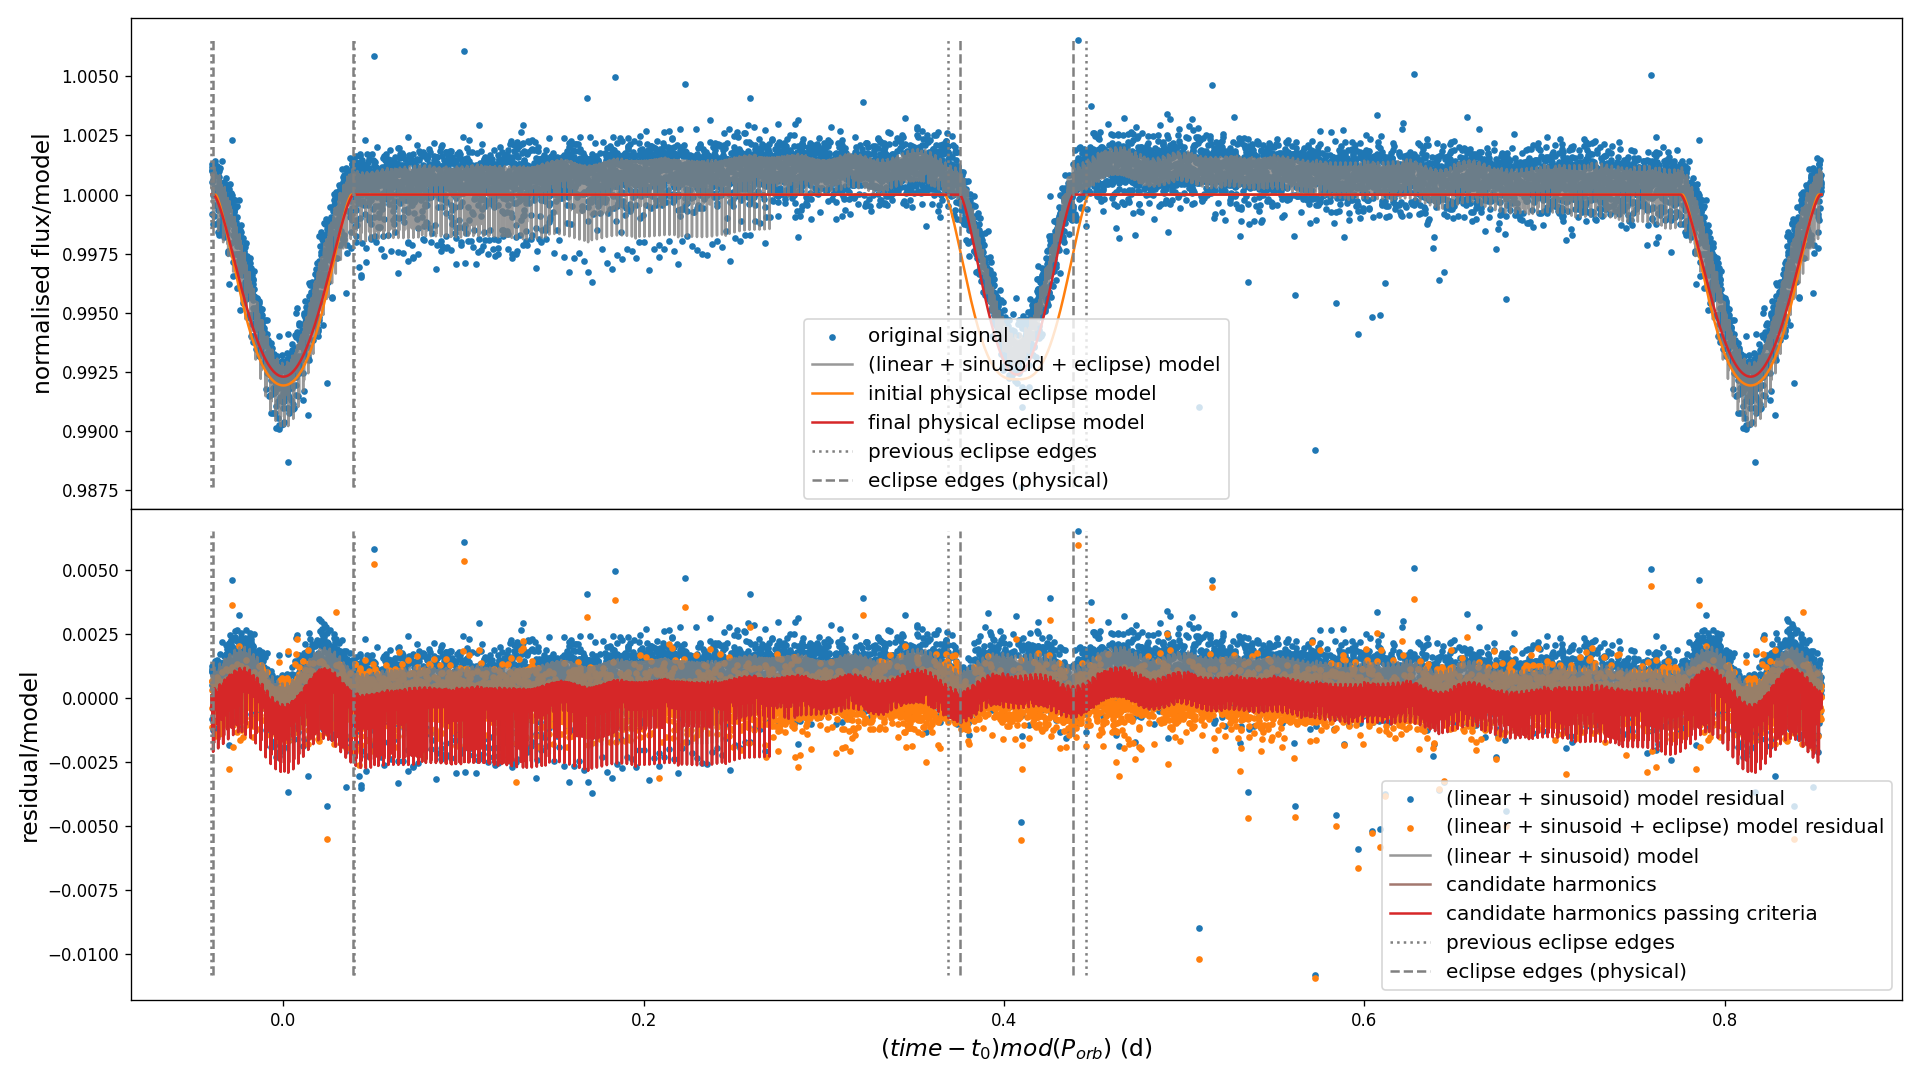 normalised flux/model
1.0050
1.0025
1.0000
0.9975
0.9950
0.9925
0.9900
0.9875
original signal
(linear + sinusoid + eclipse) model
initial physical eclipse model
final physical eclipse model
previous eclipse edges
eclipse edges (physical)
residual/model
0.0050
0.0025
0.0000
−0.0025
−0.0050
−0.0075
−0.0100
(linear + sinusoid) model residual
(linear + sinusoid + eclipse) model residual
(linear + sinusoid) model
candidate harmonics
candidate harmonics passing criteria
previous eclipse edges
eclipse edges (physical)
0.0 0.2 0.4 0.6 0.8
(time − t₀)mod(P_orb) (d)